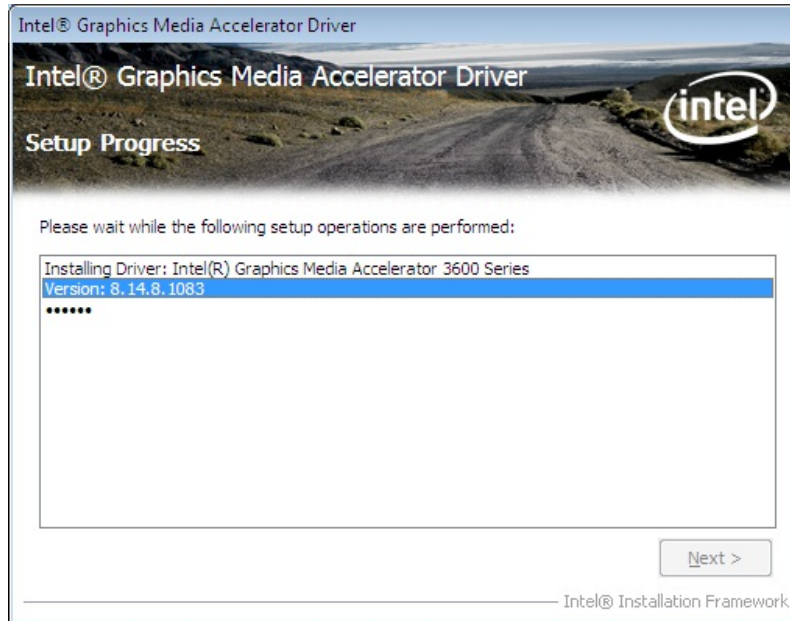 Intel® Graphics Media Accelerator Driver
Intel® Graphics Media Accelerator Driver
intel
Setup Progress
Please wait while the following setup operations are performed:
Installing Driver: Intel(R) Graphics Media Accelerator 3600 Series
Version: 8.14.8.1083
••••••
Next >
Intel® Installation Framework